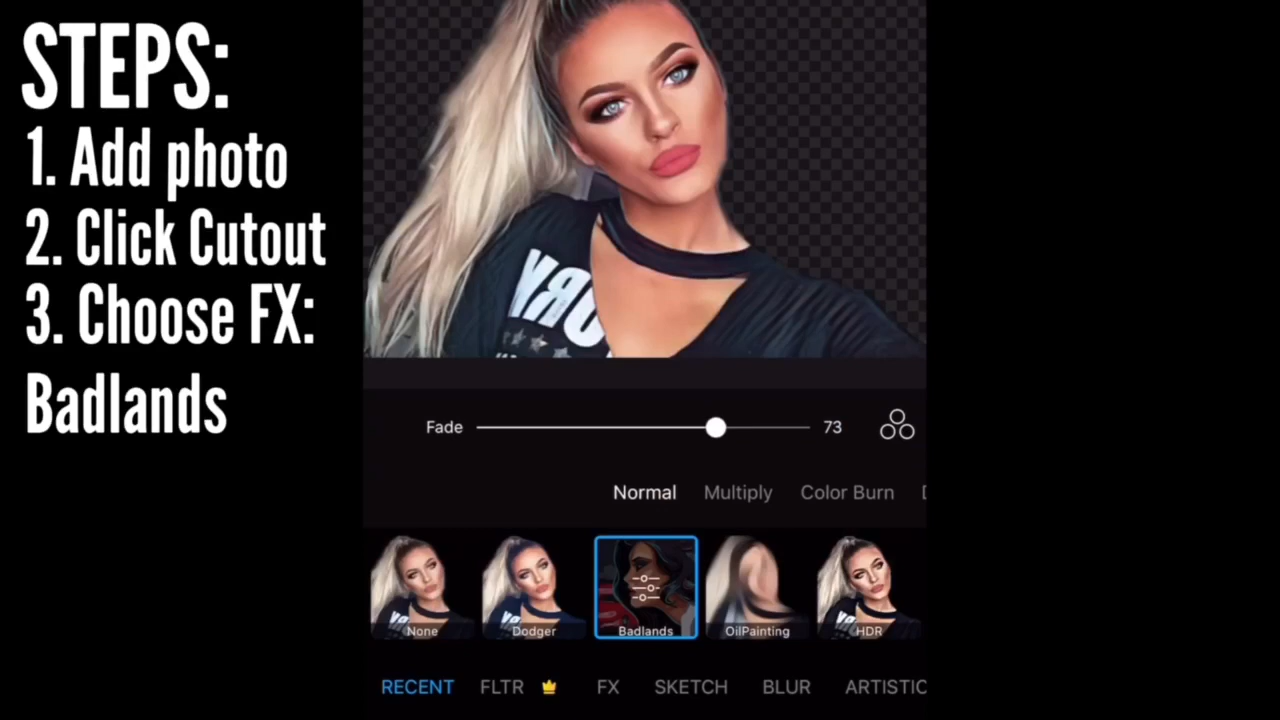 STEPS:
1. Add photo
2. Click Cutout
3. Choose FX:
Badlands
Fade 73
Normal Multiply Color Burn
None Dodger Badlands OilPainting HDR
RECENT FLTR FX SKETCH BLUR ARTISTIC